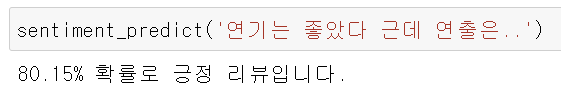 sentiment_predict('연기는 좋았다 근데 연출은..')
80.15% 확률로 긍정 리뷰입니다.